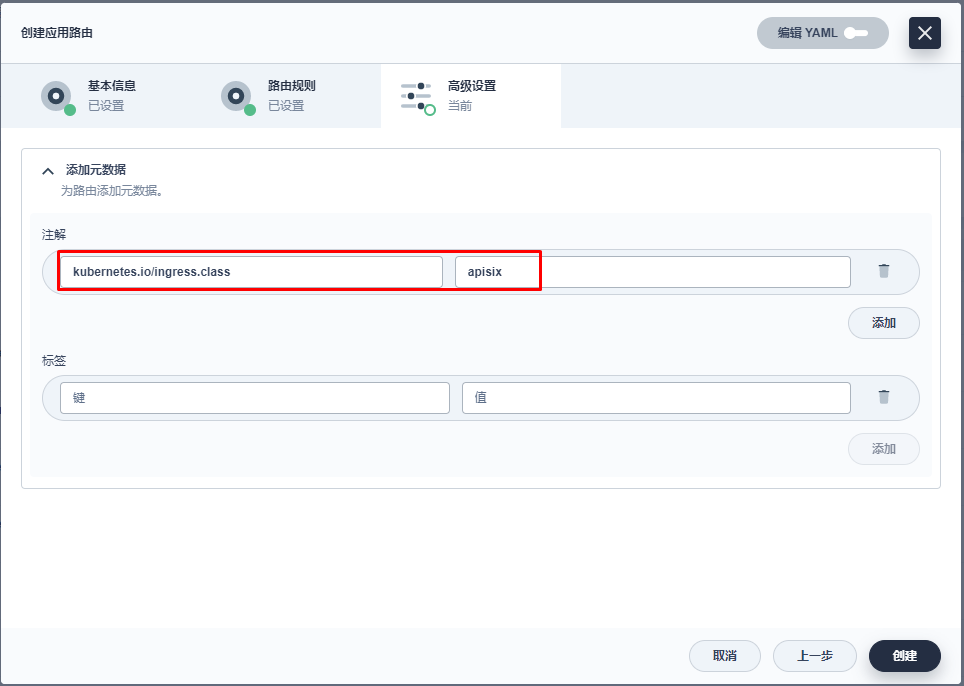 创建应用路由
编辑 YAML
基本信息
已设置
路由规则
已设置
高级设置
当前
添加元数据
为路由添加元数据。
注解
kubernetes.io/ingress.class apisix
添加
标签
键 值
添加
取消 上一步 创建